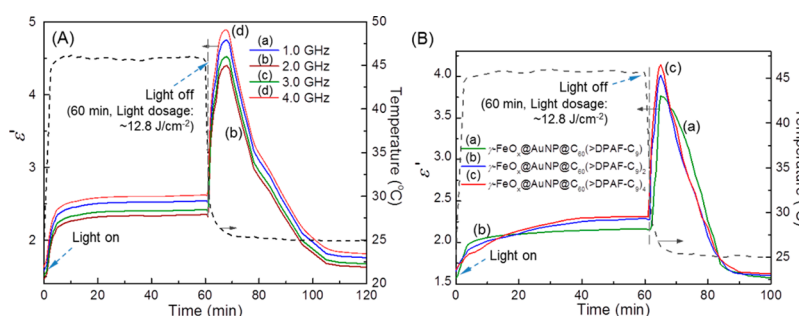 (A)
5
4
3
2
ε'
50
45
40
35
30
25
20
Temperature (°C)
0 20 40 60 80 100 120
Time (min)
(d)
(a) 1.0 GHz
(b) 2.0 GHz
(c) 3.0 GHz
(d) 4.0 GHz
Light off
(60 min, Light dosage:
~12.8 J/cm⁻²)
(b)
Light on
(B)
4.0
3.5
3.0
2.5
2.0
1.5
ε'
45
40
35
30
25
0 20 40 60 80 100
Time (min)
(c)
Light off
(60 min, Light dosage:
~12.8 J/cm⁻²)
(a)
(a) γ-FeOₓ@AuNP@C₆₀(>DPAF-C₉)
(b) γ-FeOₓ@AuNP@C₆₀(>DPAF-C₉)₂
(c) γ-FeOₓ@AuNP@C₆₀(>DPAF-C₉)₄
(b)
Light on